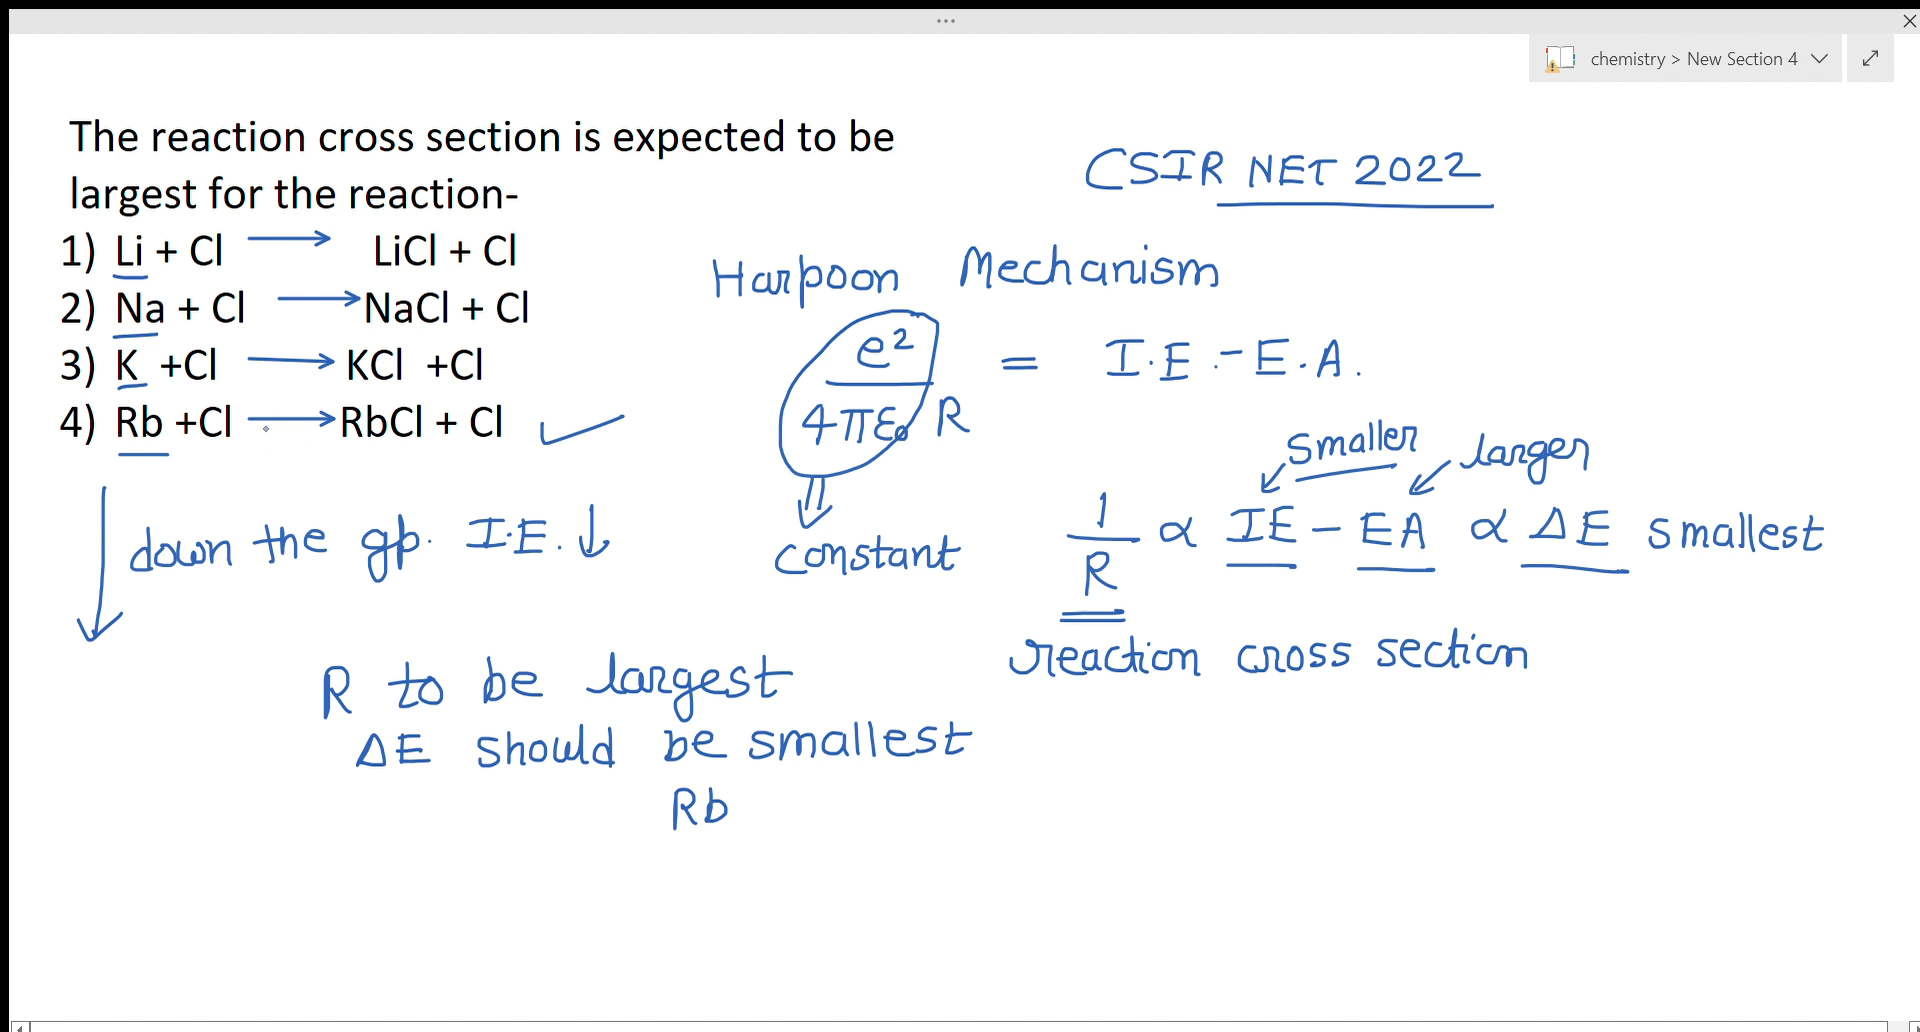 chemistry > New Section 4
The reaction cross section is expected to be
largest for the reaction-
1) Li + Cl ⟶ LiCl + Cl
2) Na + Cl ⟶ NaCl + Cl
3) K +Cl ⟶ KCl +Cl
4) Rb +Cl ⟶ RbCl + Cl ✓
down the gp. I.E. ↓
CSIR NET 2022
Harpoon Mechanism
e²/4πε₀ R = I.E. - E.A.
constant
smaller larger
1/R ∝ IE - EA ∝ ΔE smallest
reaction cross section
R to be largest
ΔE should be smallest
Rb